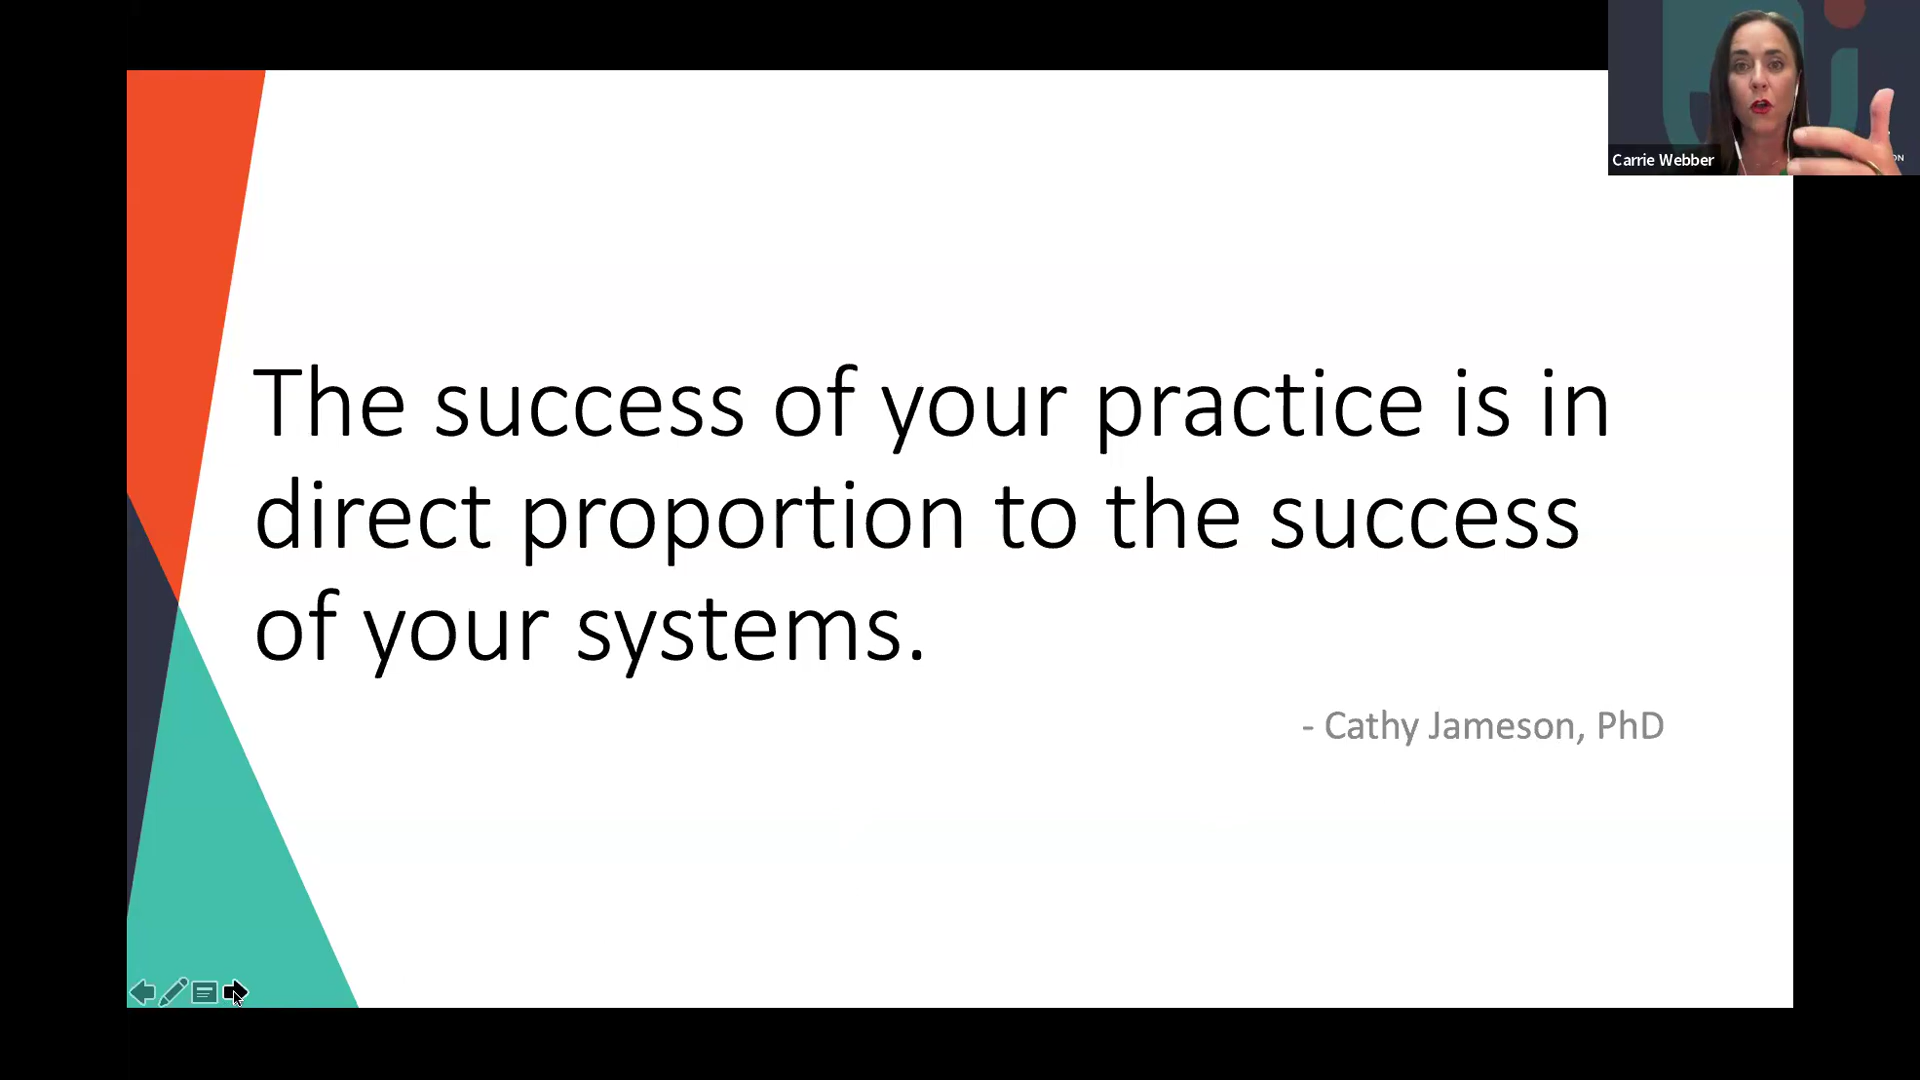 Carrie Webber
ON
The success of your practice is in
direct proportion to the success
of your systems.
- Cathy Jameson, PhD